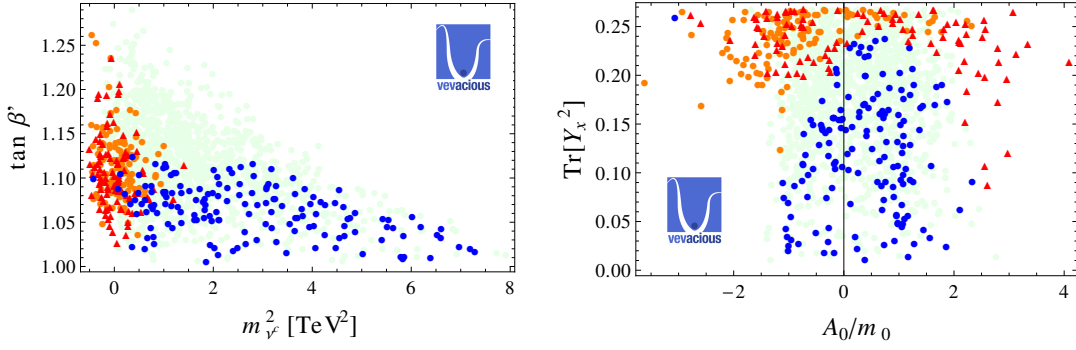 1.25
1.20
1.15
1.10
1.05
1.00
tan β'
0 2 4 6 8
m²_νᶜ [TeV²]
vevacious
0.25
0.20
0.15
0.10
0.05
0.00
Tr[Yₓ²]
−2 0 2 4
A₀/m₀
vevacious